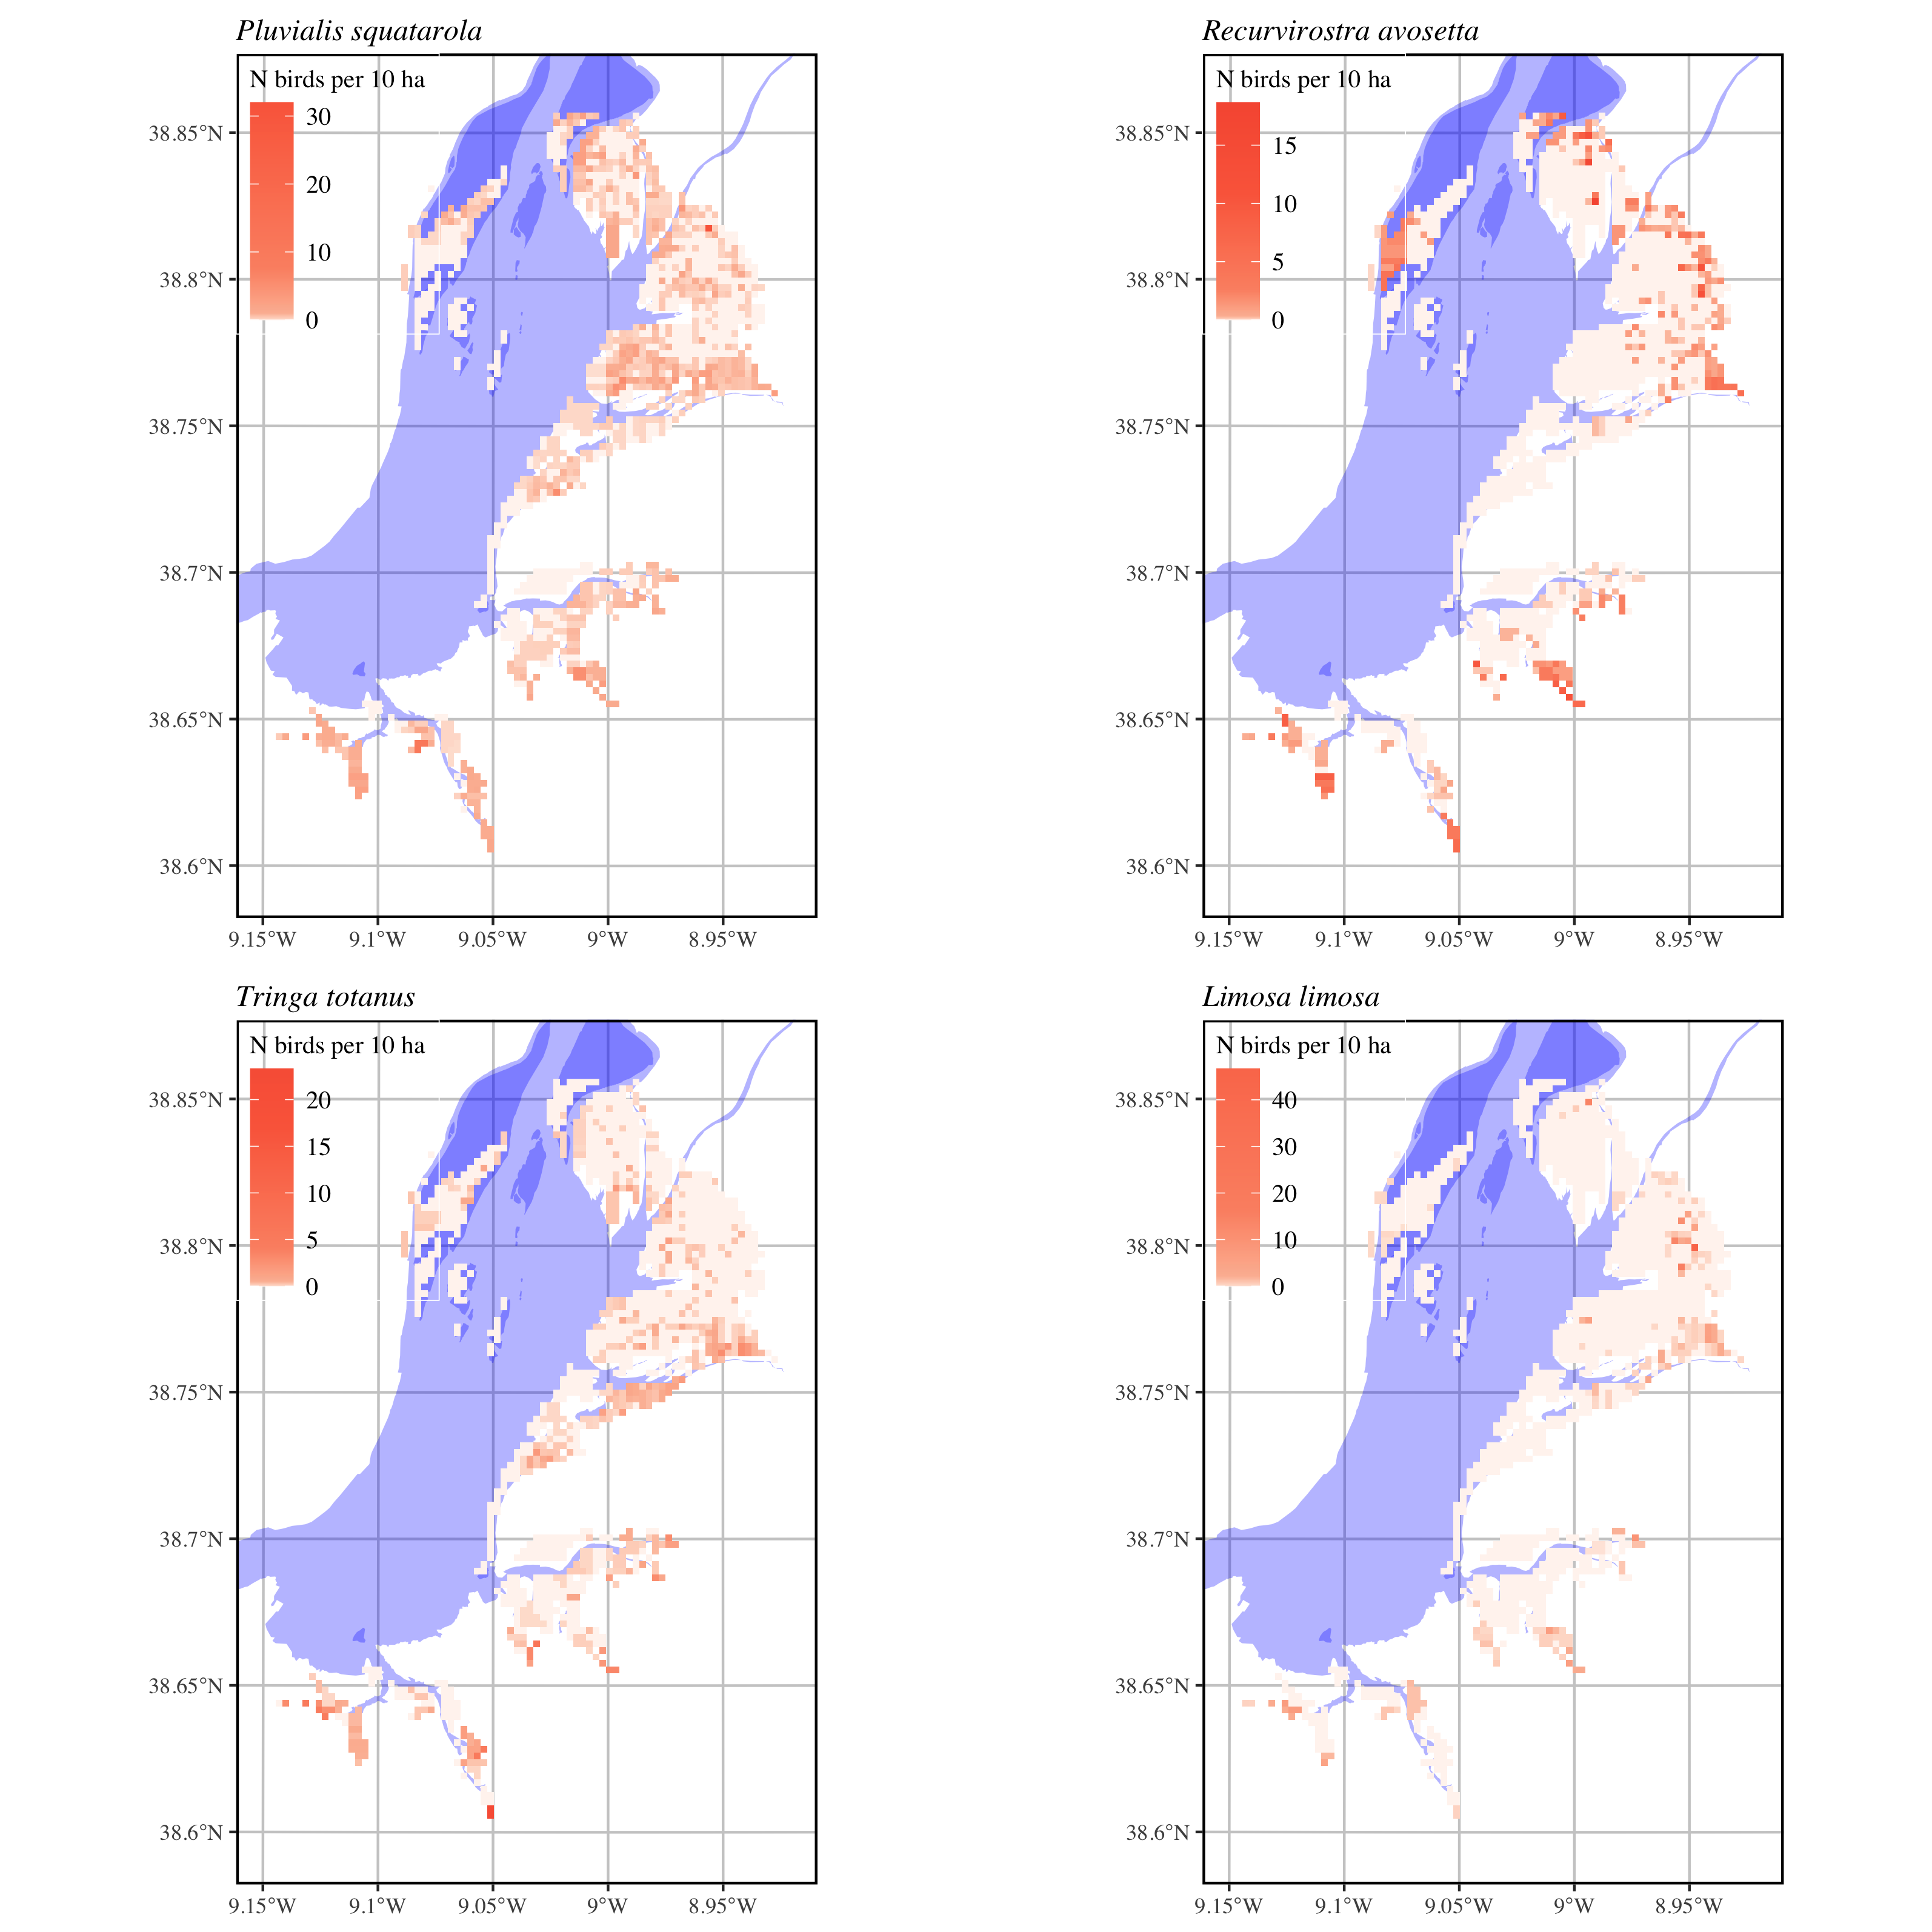 Pluvialis squatarola
N birds per 10 ha
30
20
10
0
38.85°N
38.8°N
38.75°N
38.7°N
38.65°N
38.6°N
9.15°W 9.1°W 9.05°W 9°W 8.95°W
Recurvirostra avosetta
N birds per 10 ha
15
10
5
0
38.85°N
38.8°N
38.75°N
38.7°N
38.65°N
38.6°N
9.15°W 9.1°W 9.05°W 9°W 8.95°W
Tringa totanus
N birds per 10 ha
20
15
10
5
0
38.85°N
38.8°N
38.75°N
38.7°N
38.65°N
38.6°N
9.15°W 9.1°W 9.05°W 9°W 8.95°W
Limosa limosa
N birds per 10 ha
40
30
20
10
0
38.85°N
38.8°N
38.75°N
38.7°N
38.65°N
38.6°N
9.15°W 9.1°W 9.05°W 9°W 8.95°W